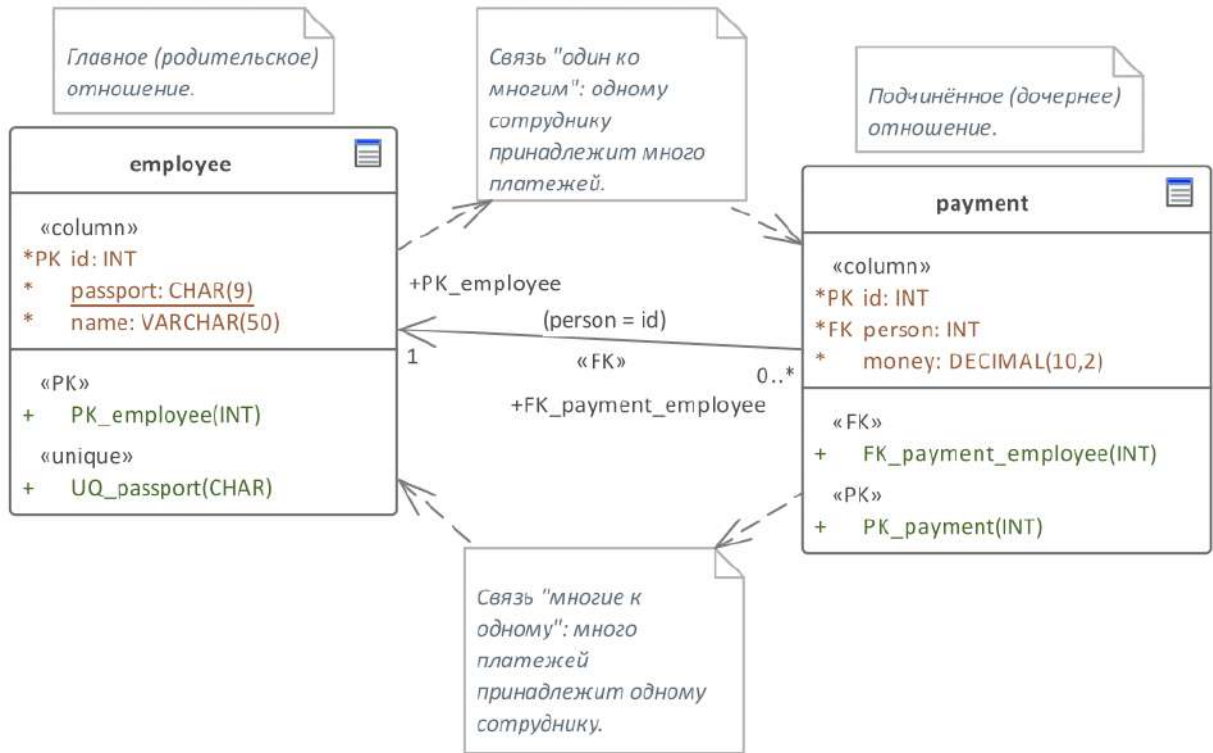 Главное (родительское)
отношение.
Связь "один ко
многим": одному
сотруднику
принадлежит много
платежей.
Подчинённое (дочернее)
отношение.
employee
«column»
*PK id: INT
* passport: CHAR(9)
* name: VARCHAR(50)
«PK»
+ PK_employee(INT)
«unique»
+ UQ_passport(CHAR)
+PK_employee
(person = id)
1
«FK»
0..*
+FK_payment_employee
payment
«column»
*PK id: INT
*FK person: INT
* money: DECIMAL(10,2)
«FK»
+ FK_payment_employee(INT)
«PK»
+ PK_payment(INT)
Связь "многие к
одному": много
платежей
принадлежит одному
сотруднику.